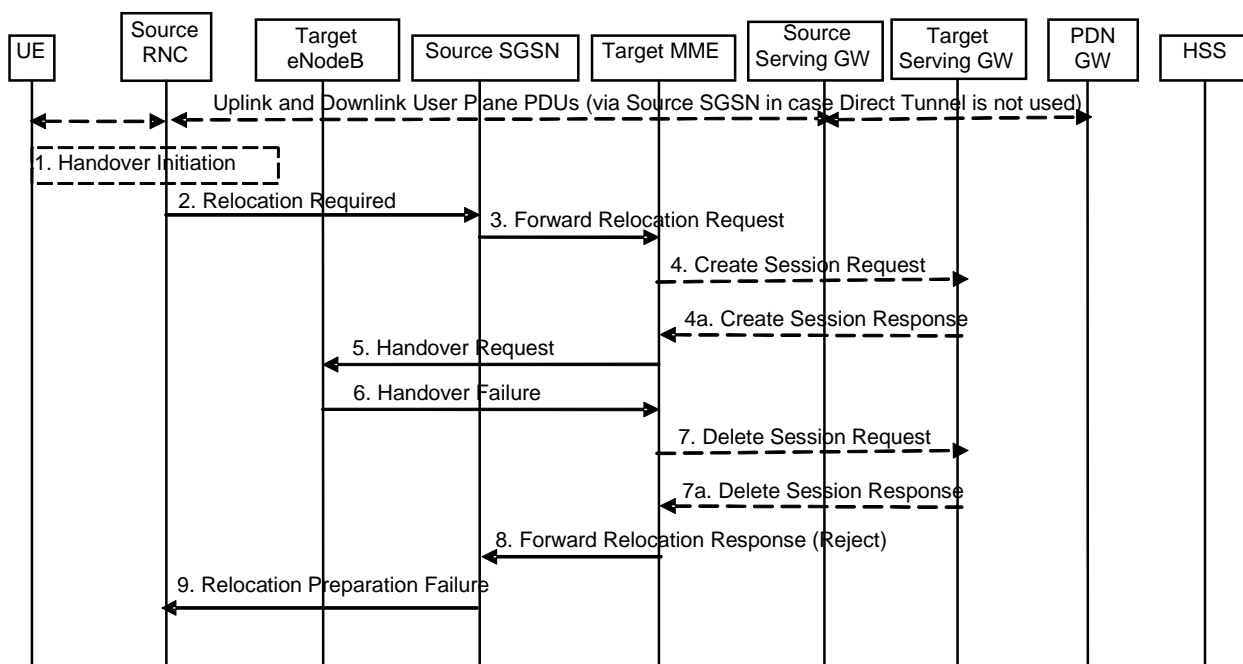 UE
Source
RNC
Target
eNodeB
Source SGSN
Target MME
Source
Serving GW
Target
Serving GW
PDN
GW
HSS
Uplink and Downlink User Plane PDUs (via Source SGSN in case Direct Tunnel is not used)
1. Handover Initiation
2. Relocation Required
3. Forward Relocation Request
4. Create Session Request
4a. Create Session Response
5. Handover Request
6. Handover Failure
7. Delete Session Request
7a. Delete Session Response
8. Forward Relocation Response (Reject)
9. Relocation Preparation Failure